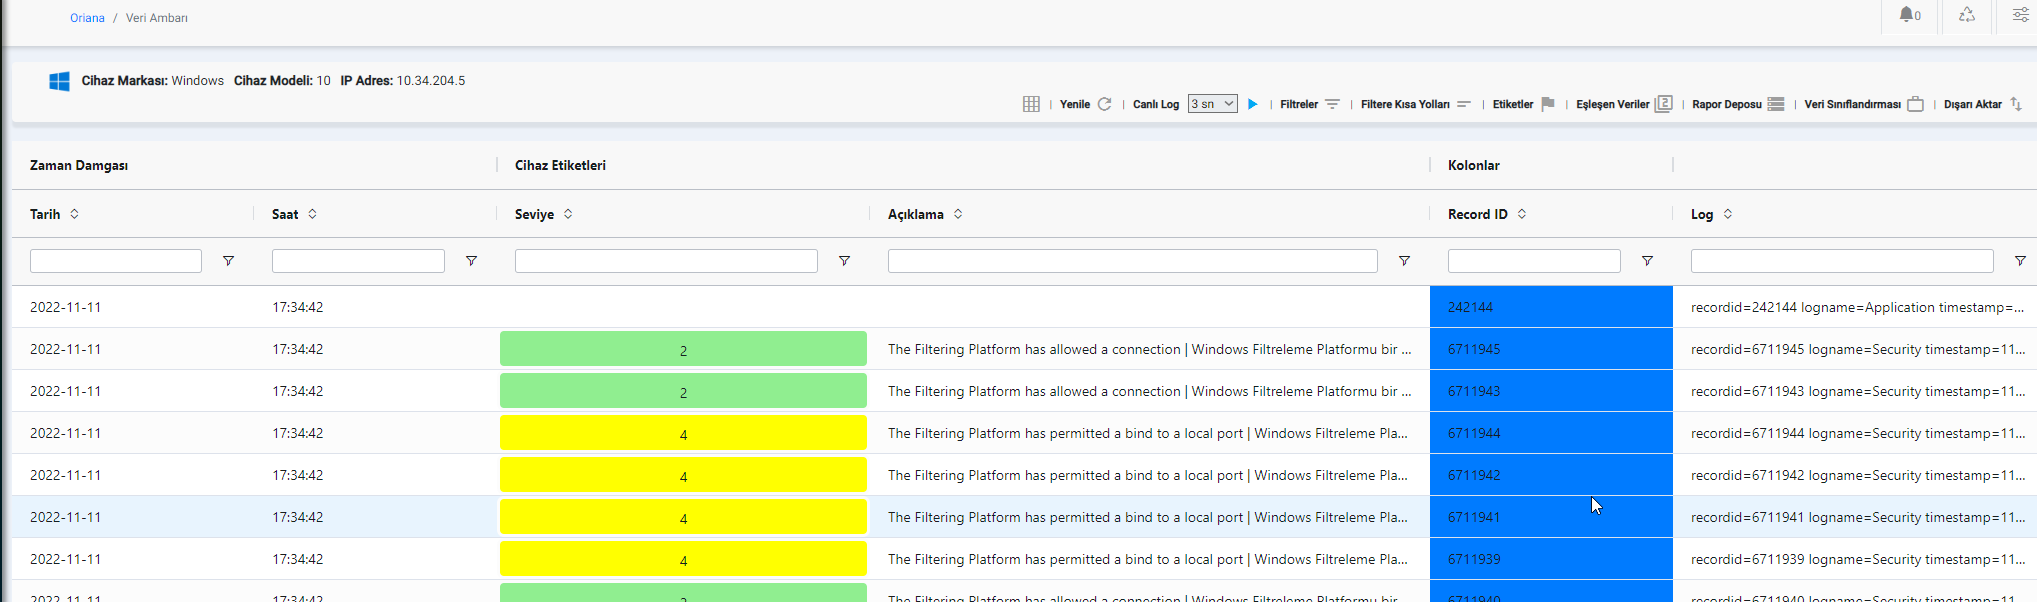 Oriana / Veri Ambarı
0
Cihaz Markası: Windows Cihaz Modeli: 10 IP Adres: 10.34.204.5
| Yenile | Canlı Log 3 sn | Filtreler | Filtere Kısa Yolları | Etiketler | Eşleşen Veriler 2 | Rapor Deposu | Veri Sınıflandırması | Dışarı Aktar
Zaman Damgası Cihaz Etiketleri Kolonlar
Tarih Saat Seviye Açıklama Record ID Log
2022-11-11 17:34:42 242144 recordid=242144 logname=Application timestamp=...
2022-11-11 17:34:42 2 The Filtering Platform has allowed a connection | Windows Filtreleme Platformu bir ... 6711945 recordid=6711945 logname=Security timestamp=11...
2022-11-11 17:34:42 2 The Filtering Platform has allowed a connection | Windows Filtreleme Platformu bir ... 6711943 recordid=6711943 logname=Security timestamp=11...
2022-11-11 17:34:42 4 The Filtering Platform has permitted a bind to a local port | Windows Filtreleme Pla... 6711944 recordid=6711944 logname=Security timestamp=11...
2022-11-11 17:34:42 4 The Filtering Platform has permitted a bind to a local port | Windows Filtreleme Pla... 6711942 recordid=6711942 logname=Security timestamp=11...
2022-11-11 17:34:42 4 The Filtering Platform has permitted a bind to a local port | Windows Filtreleme Pla... 6711941 recordid=6711941 logname=Security timestamp=11...
2022-11-11 17:34:42 4 The Filtering Platform has permitted a bind to a local port | Windows Filtreleme Pla... 6711939 recordid=6711939 logname=Security timestamp=11...
2022-11-11 17:34:42 2 The Filtering Platform has allowed a connection | Windows Filtreleme Platformu bir ... 6711940 recordid=6711940 logname=Security timestamp=11...